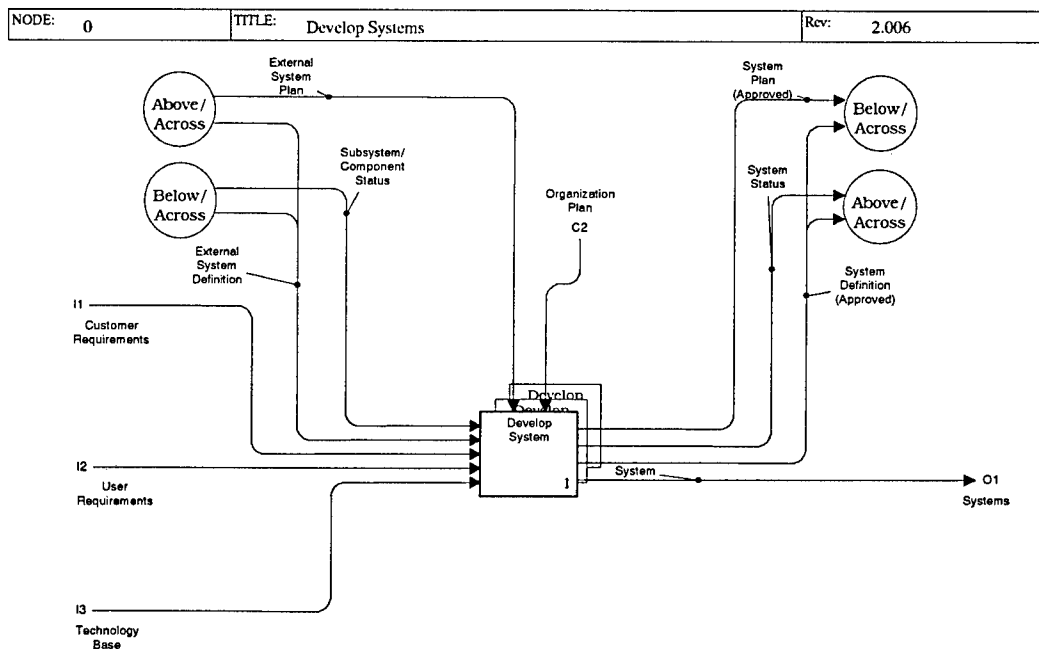 NODE: 0 TITLE: Develop Systems Rev: 2.006
External
System
Plan
System
Plan
(Approved)
Above/
Across
Below/
Across
Subsystem/
Component
Status
Organization
Plan
C2
System
Status
Below/
Across
Above/
Across
External
System
Definition
System
Definition
(Approved)
I1
Customer
Requirements
Develop
Develop
Develop
System
1
I2
User
Requirements
System
O1
Systems
I3
Technology
Base